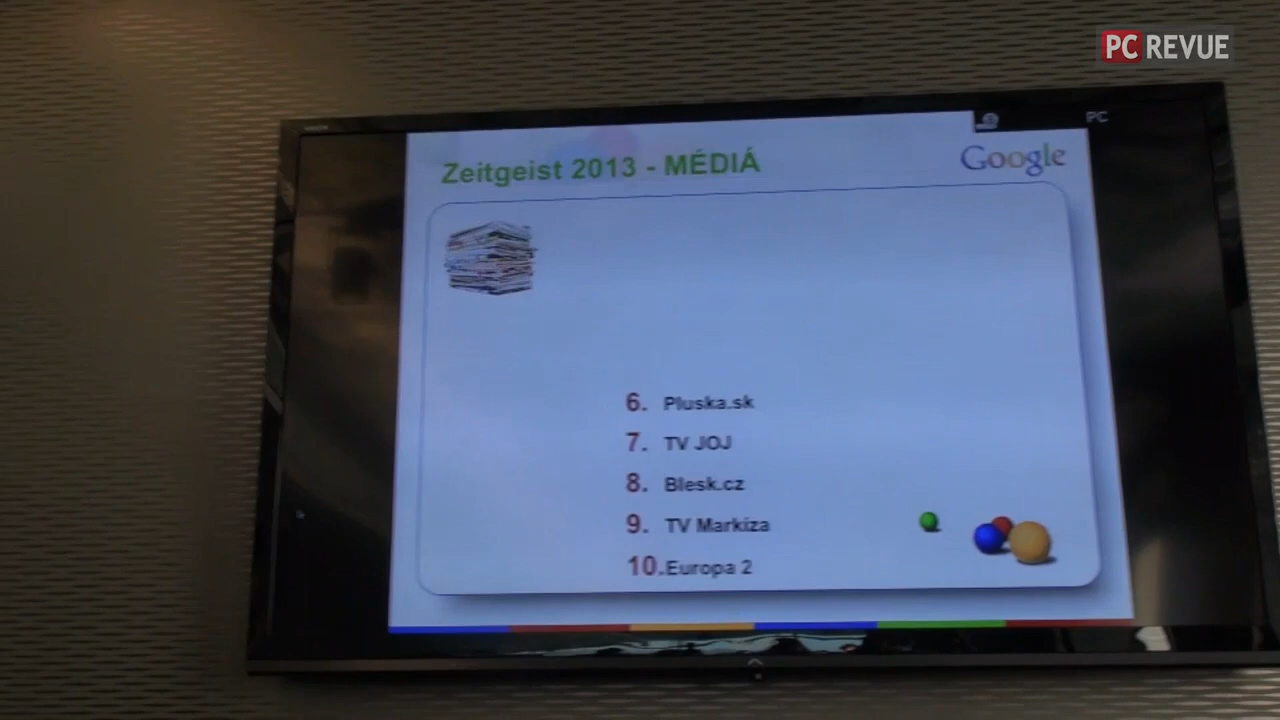 PC REVUE
PC
Zeitgeist 2013 - MÉDIÁ
Google
6. Pluska.sk
7. TV JOJ
8. Blesk.cz
9. TV Markíza
10. Europa 2